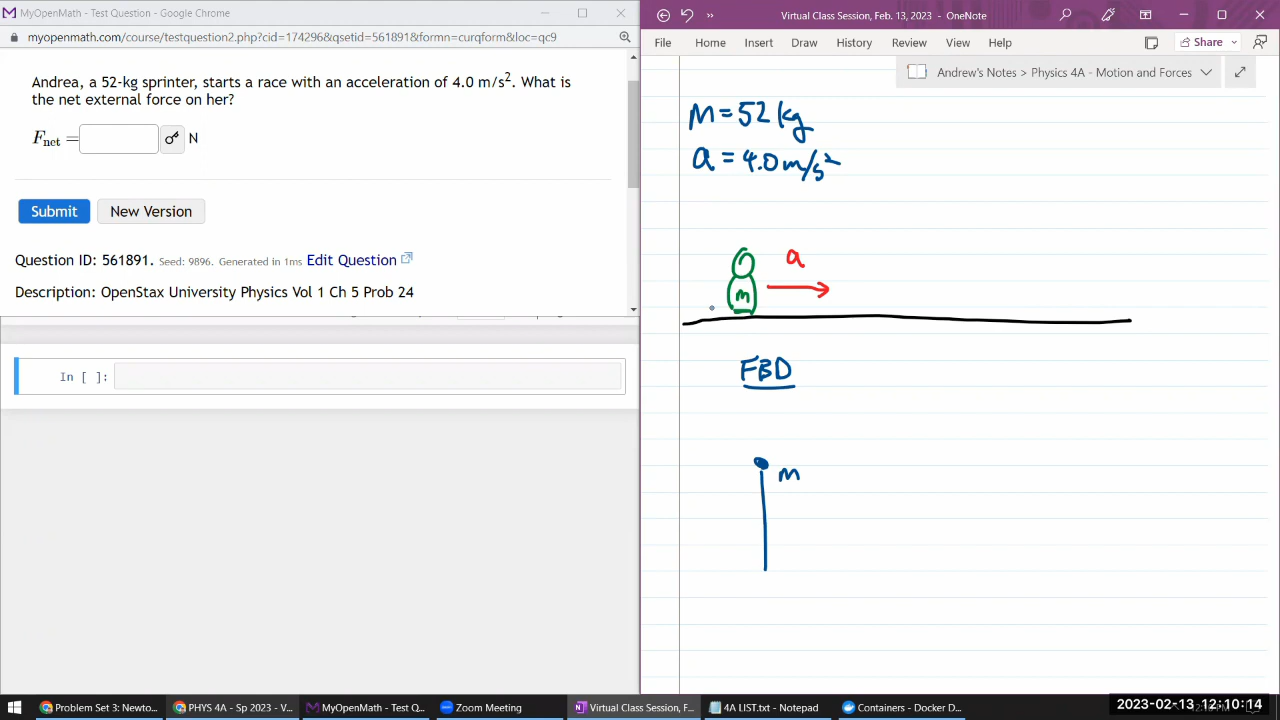 MyOpenMath - Test Question - Google Chrome
myopenmath.com/course/testquestion2.php?cid=174296&qsetid=561891&formn=curqform&loc=qc9
Andrea, a 52-kg sprinter, starts a race with an acceleration of 4.0 m/s². What is
the net external force on her?
Fnet = N
Submit New Version
Question ID: 561891. Seed: 9896. Generated in 1ms Edit Question
Description: OpenStax University Physics Vol 1 Ch 5 Prob 24
In [ ]:
Virtual Class Session, Feb. 13, 2023 - OneNote
File Home Insert Draw History Review View Help Share
Andrew's Notes > Physics 4A - Motion and Forces
M = 52 kg
a = 4.0 m/s²
a
m
FBD
m
Problem Set 3: Newto... PHYS 4A - Sp 2023 - V... MyOpenMath - Test Q... Zoom Meeting Virtual Class Session, F... 4A LIST.txt - Notepad Containers - Docker D...
2023-02-13 12:10:14